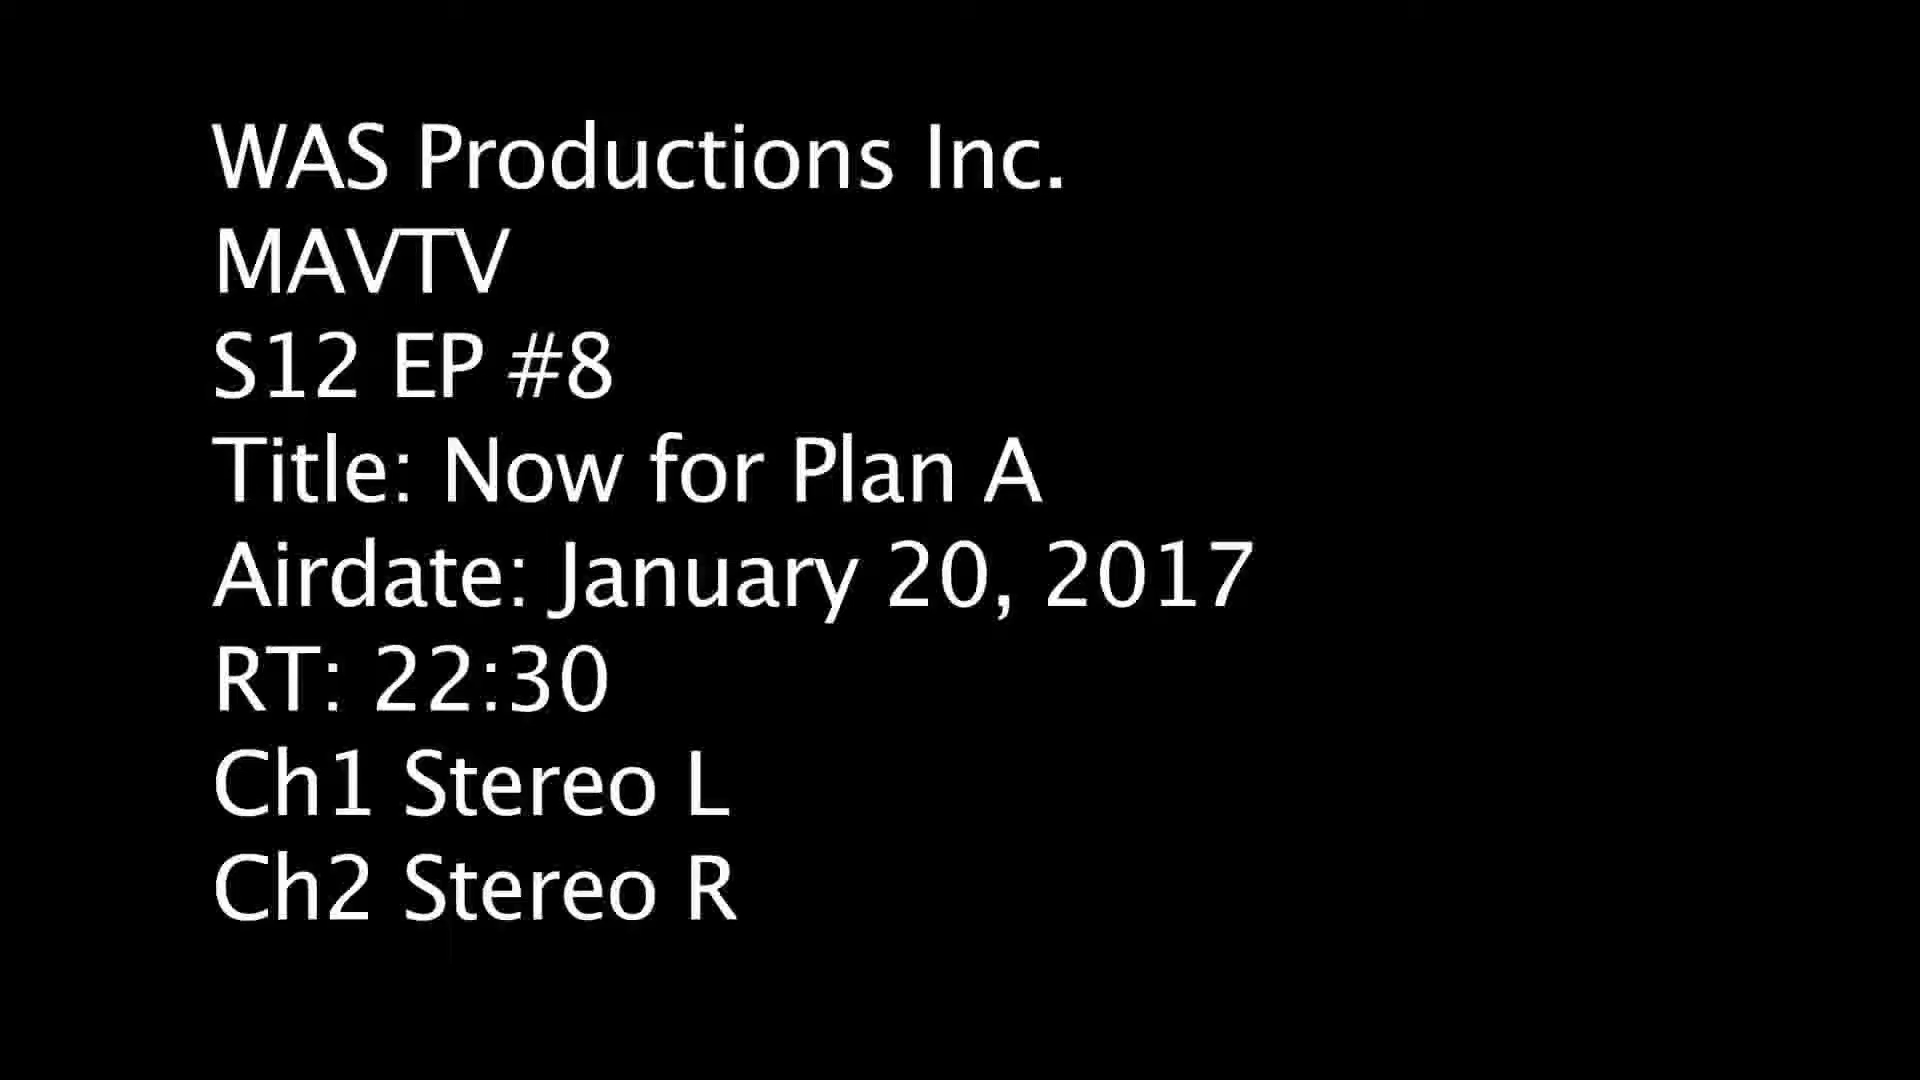 WAS Productions Inc.
MAVTV
S12 EP #8
Title: Now for Plan A
Airdate: January 20, 2017
RT: 22:30
Ch1 Stereo L
Ch2 Stereo R